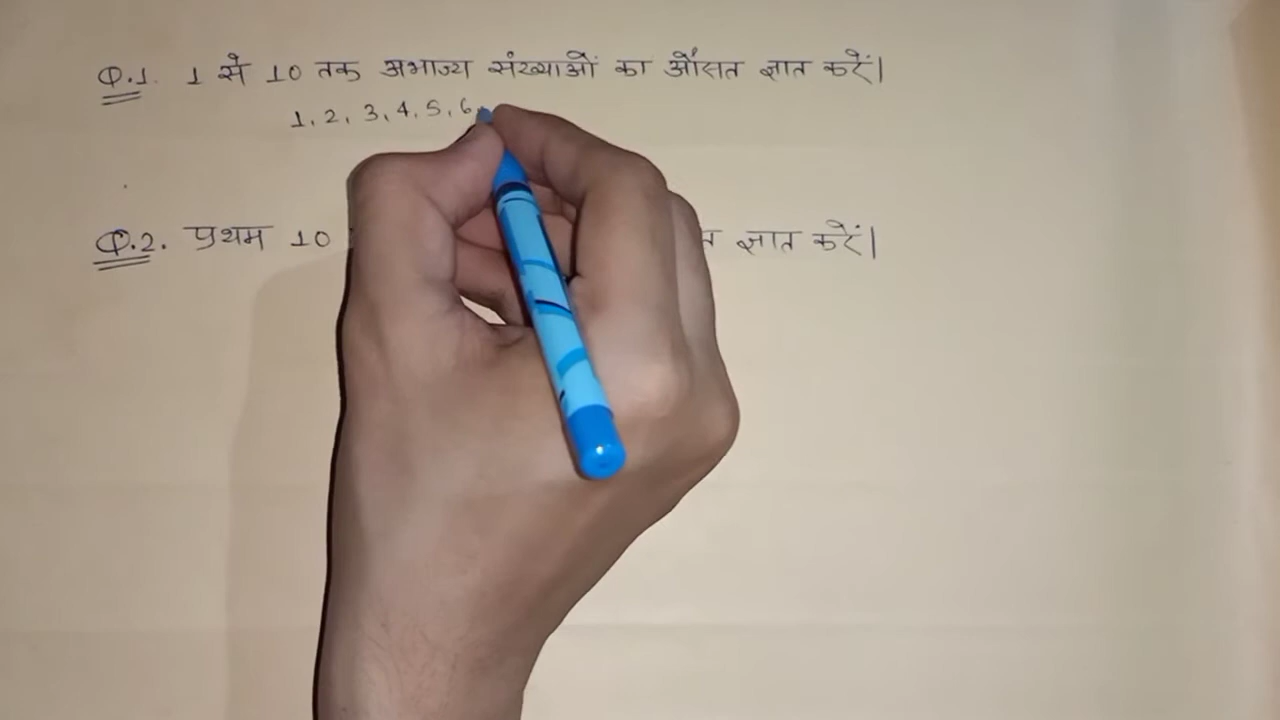 Q.1. 1 से 10 तक अभाज्य संख्याओं का औसत ज्ञात करें।
1, 2, 3, 4, 5, 6,
Q.2. प्रथम 10 ज्ञात करें।